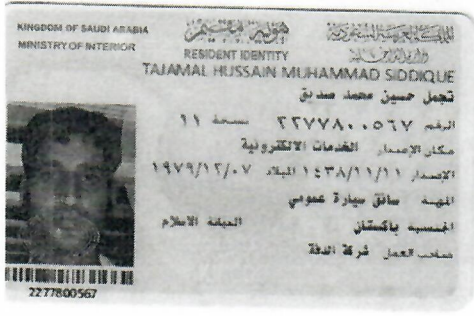 KINGDOM OF SAUDI ARABIA
MINISTRY OF INTERIOR
هوية مقيم
المملكة العربية السعودية
وزارة الداخلية
RESIDENT IDENTITY
TAJAMAL HUSSAIN MUHAMMAD SIDDIQUE
تجمل حسين محمد صديق
الرقم ٢٢٧٧٨٠٠٥٦٧ نسخة ١١
مكان الإصدار الخدمات الالكترونية
الإصدار ١٤٣٨/١١/١١ الميلاد ١٩٧٩/١٢/٠٧
المهنة سائق سيارة عمومي
الجنسية باكستان الديانة الاسلام
صاحب العمل شركة الدقة
2277800567